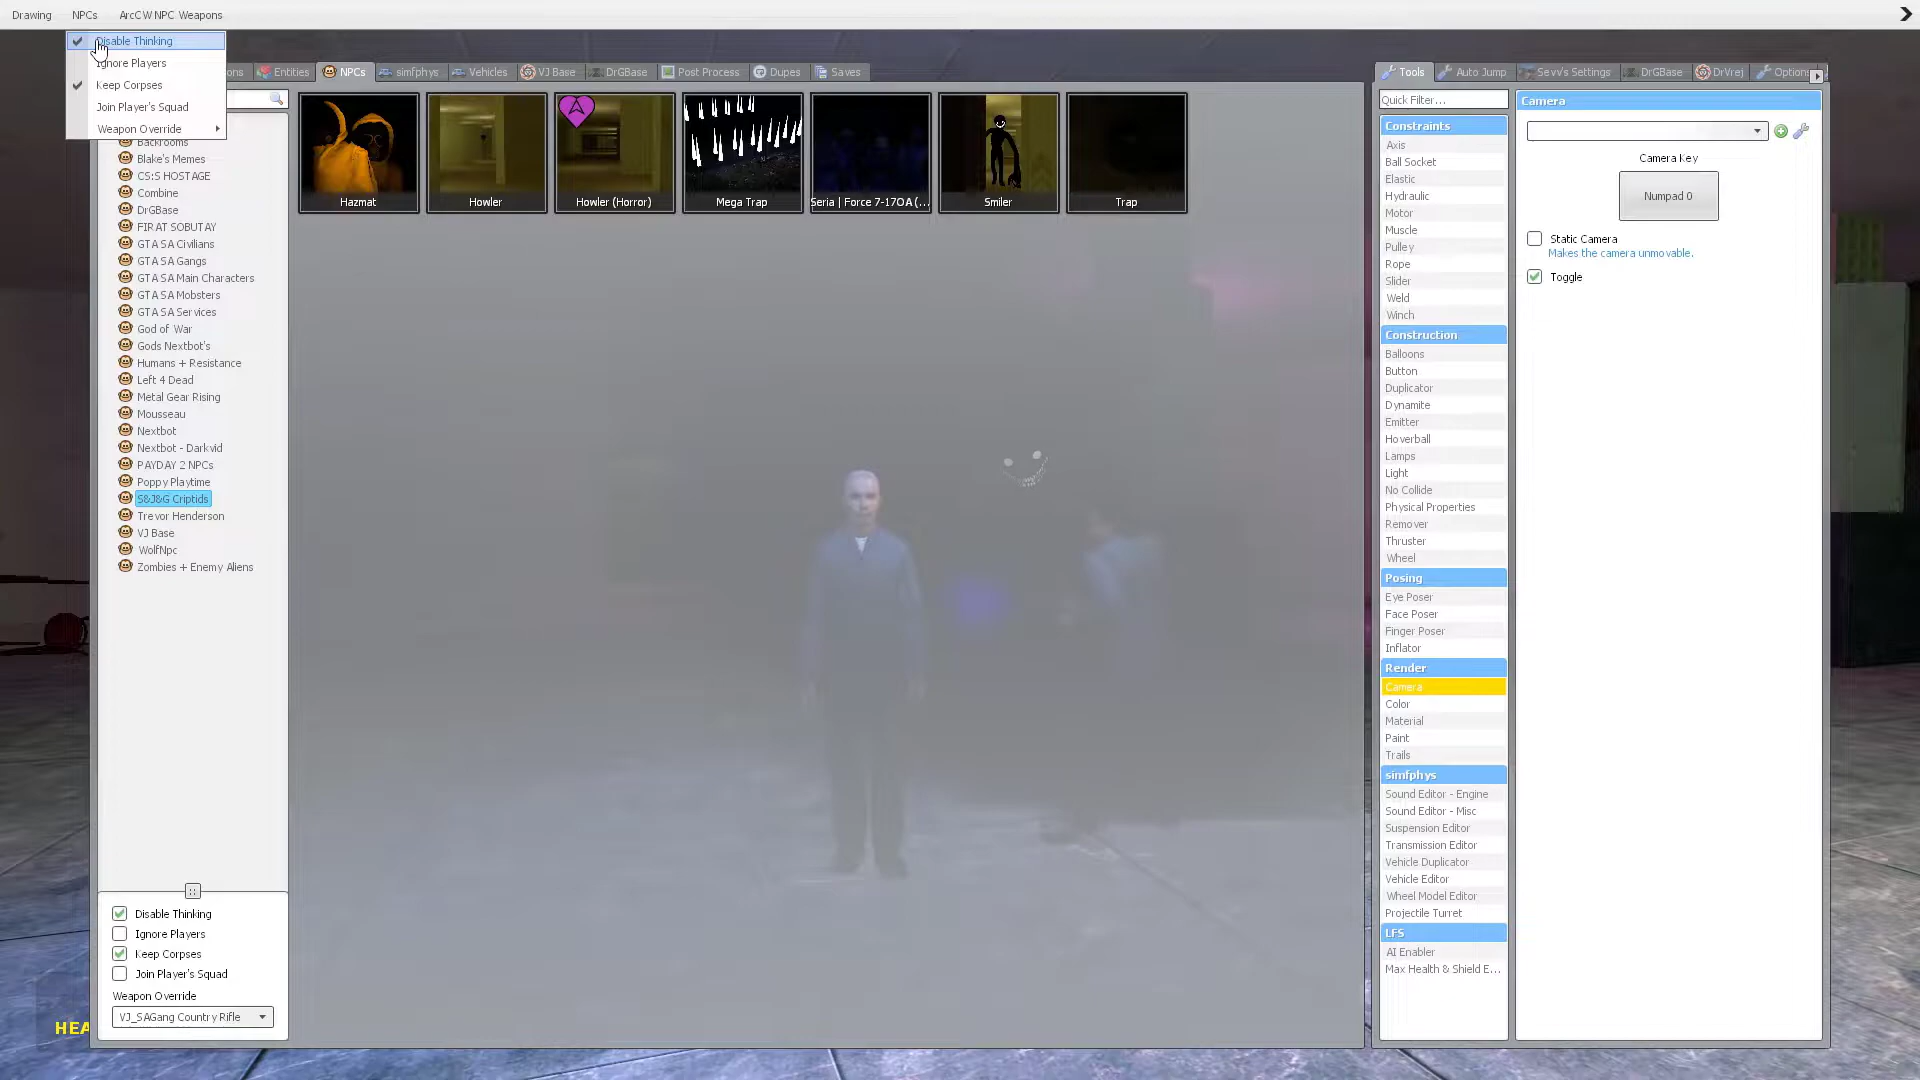 Drawing NPCs ArcCW NPC Weapons
Disable Thinking
Ignore Players
Keep Corpses
Join Player's Squad
Weapon Override
Entities NPCs simfphys Vehicles VJ Base DrGBase Post Process Dupes Saves
Backrooms
Blake's Memes
CS:S HOSTAGE
Combine
DrGBase
FIRAT SOBUTAY
GTA SA Civilians
GTA SA Gangs
GTA SA Main Characters
GTA SA Mobsters
GTA SA Services
God of War
Gods Nextbot's
Humans + Resistance
Left 4 Dead
Metal Gear Rising
Mousseau
Nextbot
Nextbot - Darkvid
PAYDAY 2 NPCs
Poppy Playtime
S&J&G Criptids
Trevor Henderson
VJ Base
WolfNpc
Zombies + Enemy Aliens
Disable Thinking
Ignore Players
Keep Corpses
Join Player's Squad
Weapon Override
VJ_SAGang Country Rifle
HEA
Hazmat
Howler
Howler (Horror)
Mega Trap
Seria | Force 7-170A (...
Smiler
Trap
Tools Auto Jump Sevv's Settings DrGBase DrVrej Options
Quick Filter...
Constraints
Axis
Ball Socket
Elastic
Hydraulic
Motor
Muscle
Pulley
Rope
Slider
Weld
Winch
Construction
Balloons
Button
Duplicator
Dynamite
Emitter
Hoverball
Lamps
Light
No Collide
Physical Properties
Remover
Thruster
Wheel
Posing
Eye Poser
Face Poser
Finger Poser
Inflator
Render
Camera
Color
Material
Paint
Trails
simfphys
Sound Editor - Engine
Sound Editor - Misc
Suspension Editor
Transmission Editor
Vehicle Duplicator
Vehicle Editor
Wheel Model Editor
Projectile Turret
LFS
AI Enabler
Max Health & Shield E...
Camera
Camera Key
Numpad 0
Static Camera
Makes the camera unmovable.
Toggle